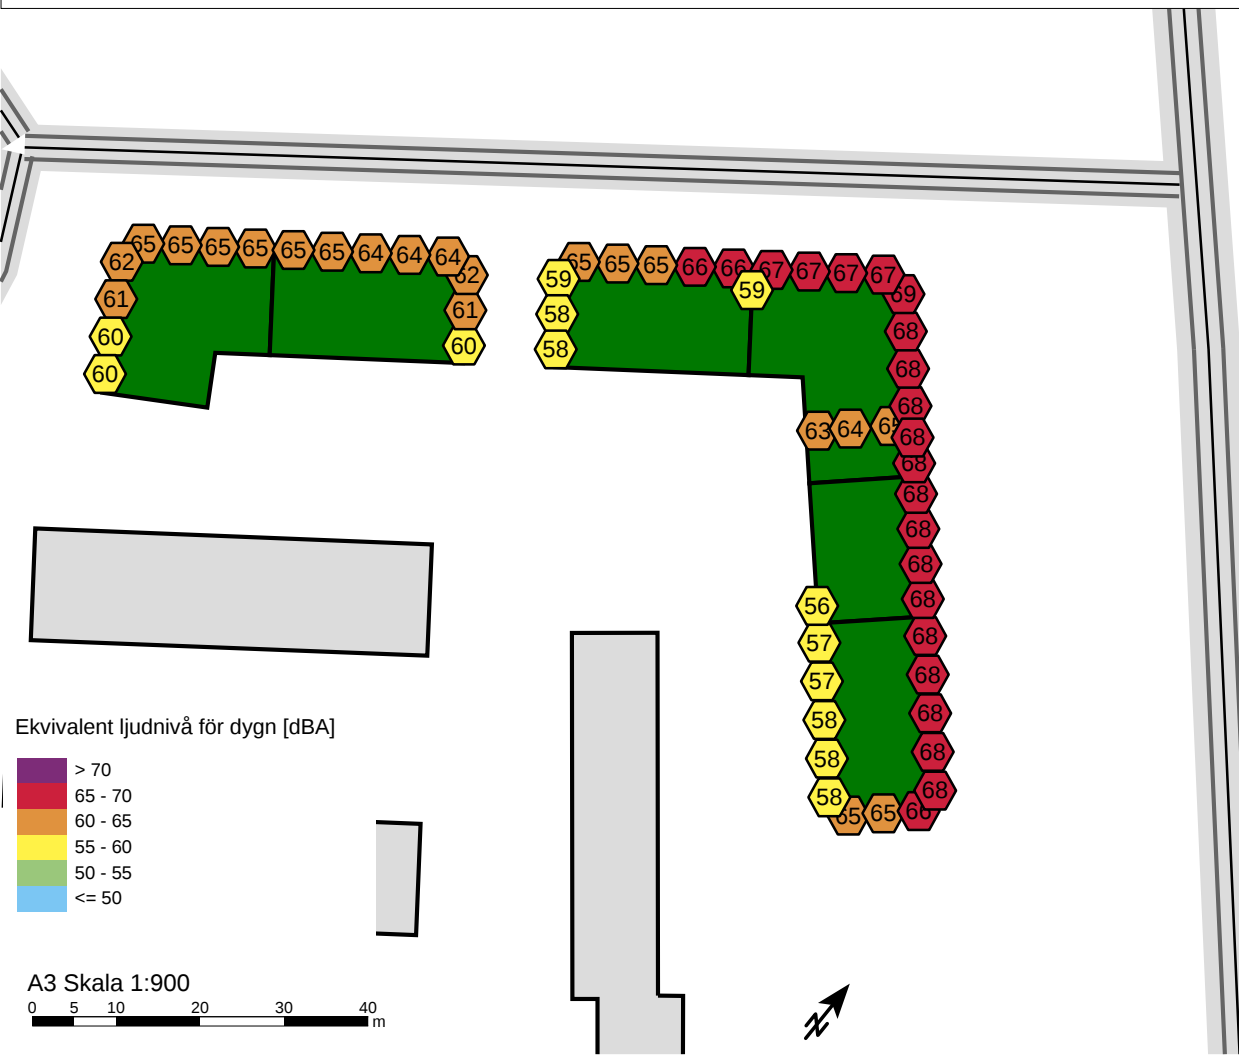 65 65 65 65 65 65 64 64 64
62 62
61 61
60 60
60
65 65 65 66 66 67 67 67 67
59 59 69
58 68
58 68
68
63 64 65 68
68
68
68
68
56 68
57 68
57 68
58 68
58 68
58 68
65 65 66
Ekvivalent ljudnivå för dygn [dBA]
> 70
65 - 70
60 - 65
55 - 60
50 - 55
<= 50
A3 Skala 1:900
0 5 10 20 30 40
m
N